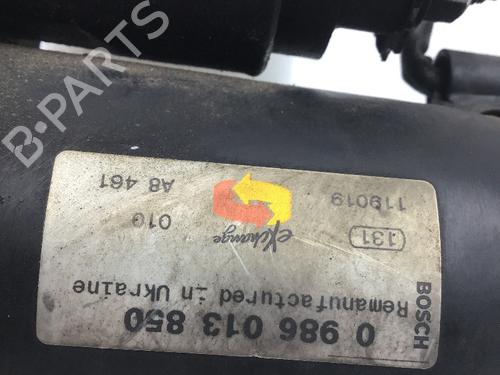 B-PARTS
0 986 013 850
BOSCH
Remanufactured in Ukraine
131
eXchange
010
119019
A8 461